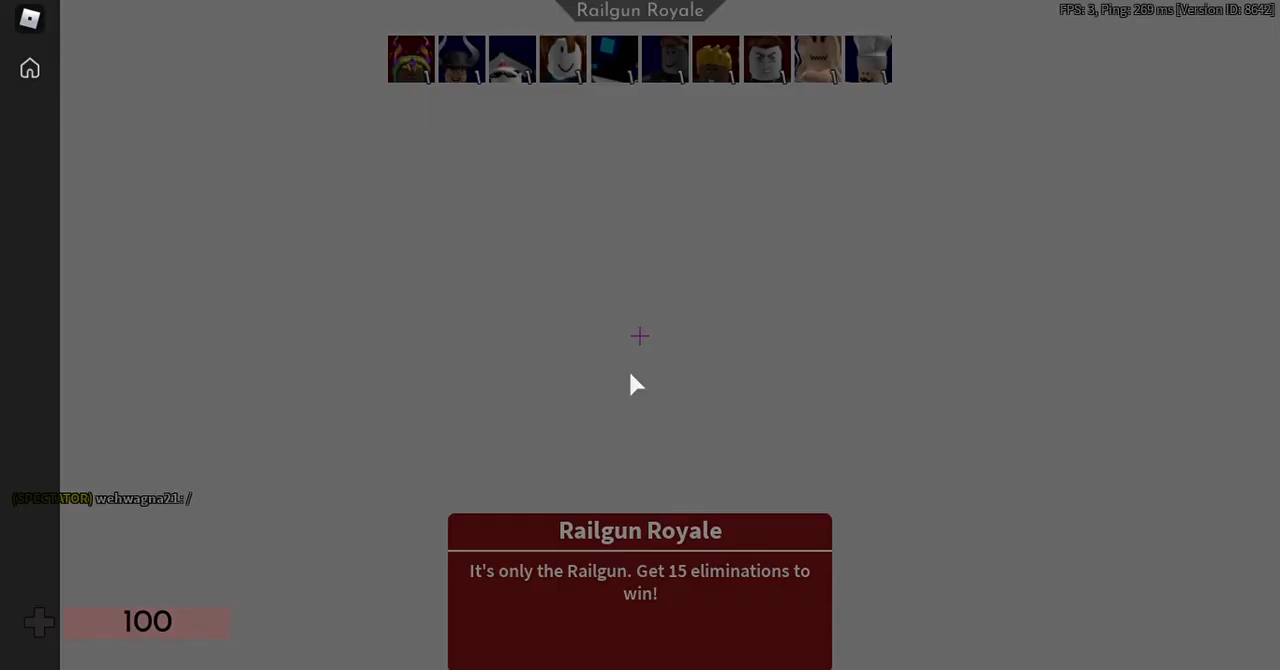 Railgun Royale
FPS: 3, Ping: 269 ms [Version ID: 8642]
(SPECTATOR) wehwagna21: /
Railgun Royale
It's only the Railgun. Get 15 eliminations to
win!
100